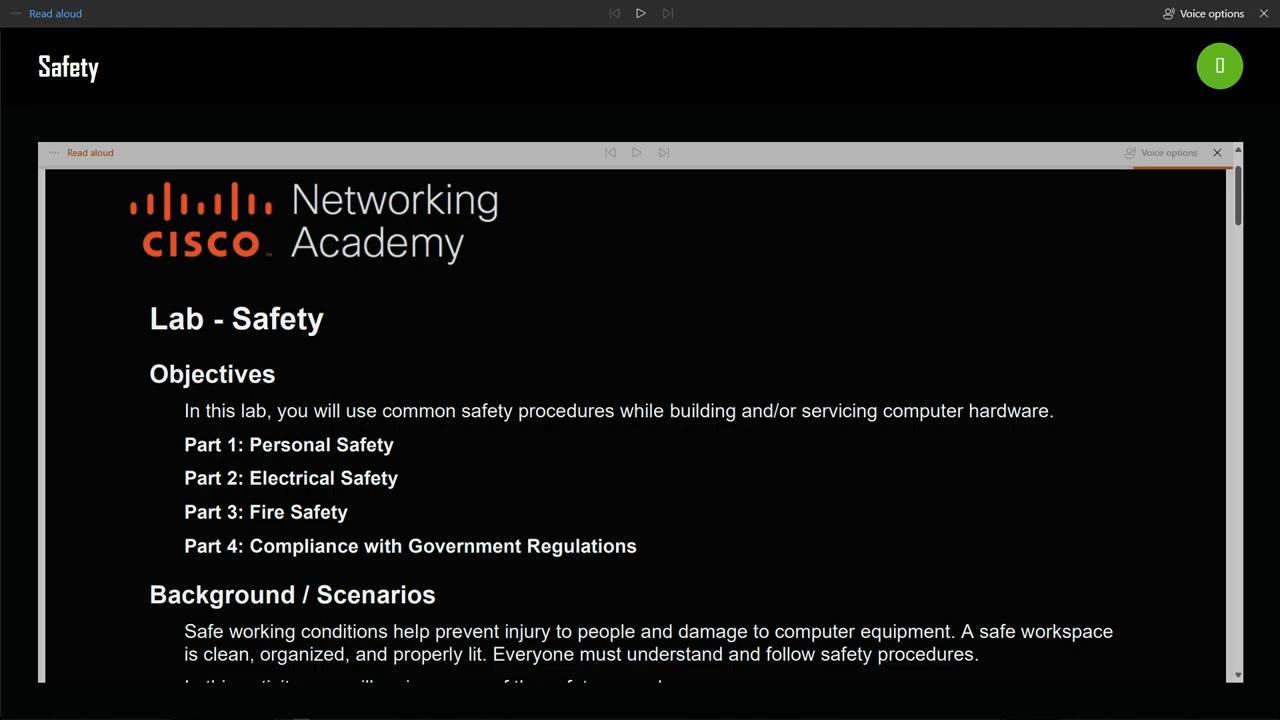 Read aloud
Voice options
Safety
Read aloud
Voice options
CISCO™
Networking
Academy
Lab - Safety
Objectives
In this lab, you will use common safety procedures while building and/or servicing computer hardware.
Part 1: Personal Safety
Part 2: Electrical Safety
Part 3: Fire Safety
Part 4: Compliance with Government Regulations
Background / Scenarios
Safe working conditions help prevent injury to people and damage to computer equipment. A safe workspace
is clean, organized, and properly lit. Everyone must understand and follow safety procedures.